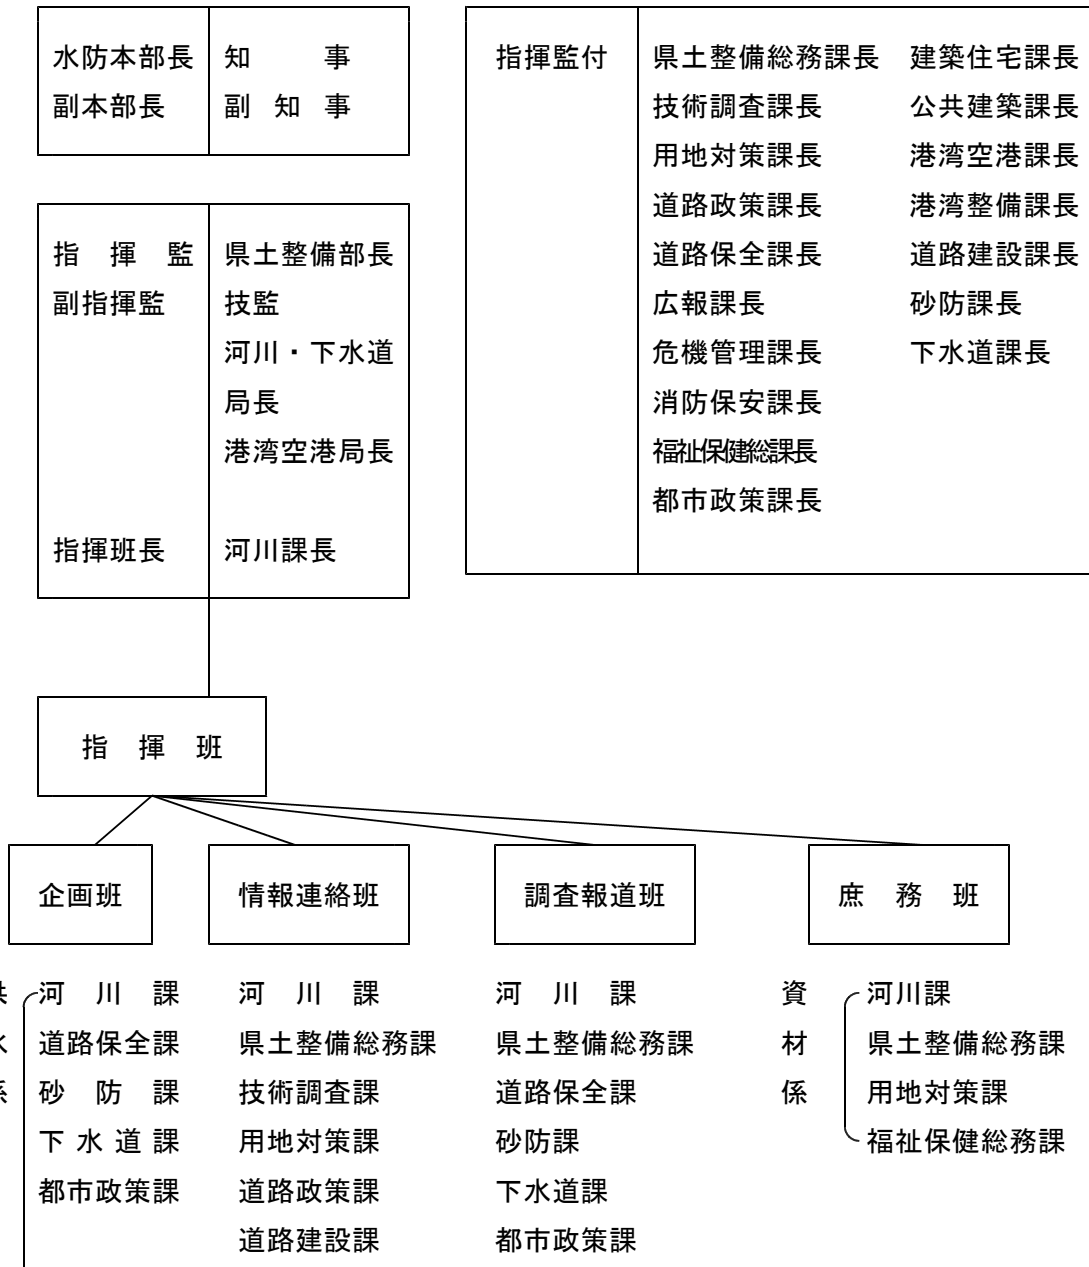 水防本部長 知 事
副本部長 副 知 事
指 揮 監 県土整備部長
副指揮監 技監
河川・下水道
局長
港湾空港局長
指揮班長 河川課長
指揮監付 県土整備総務課長 建築住宅課長
技術調査課長 公共建築課長
用地対策課長 港湾空港課長
道路政策課長 港湾整備課長
道路保全課長 道路建設課長
広報課長 砂防課長
危機管理課長 下水道課長
消防保安課長
福祉保健総課長
都市政策課長
指 揮 班
企画班 情報連絡班 調査報道班 庶 務 班
河 川 課 河 川 課 河 川 課 資 河川課
道路保全課 県土整備総務課 県土整備総務課 材 県土整備総務課
砂 防 課 技術調査課 道路保全課 係 用地対策課
下 水 道 課 用地対策課 砂防課 福祉保健総務課
都市政策課 道路政策課 下水道課
道路建設課 都市政策課